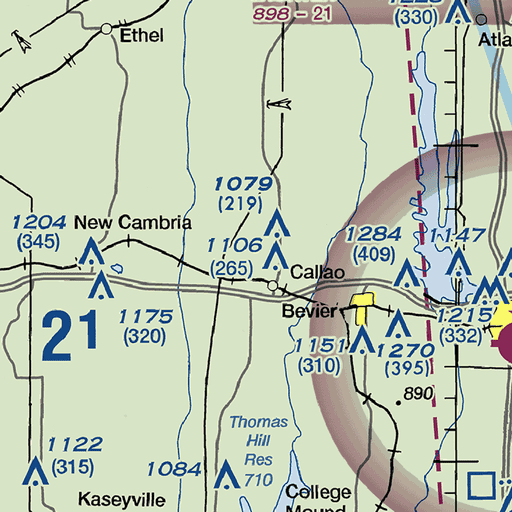 898 – 21
(330)
Ethel
Atla
1079
(219)
1204
(345)
New Cambria
1106
(265)
1284
(409)
1147
Callao
Bevier
1175
(320)
21
1151
(310)
1270
(395)
1215
(332)
890
Thomas
Hill
Res
710
1122
(315)
1084
Kaseyville
College
Mound